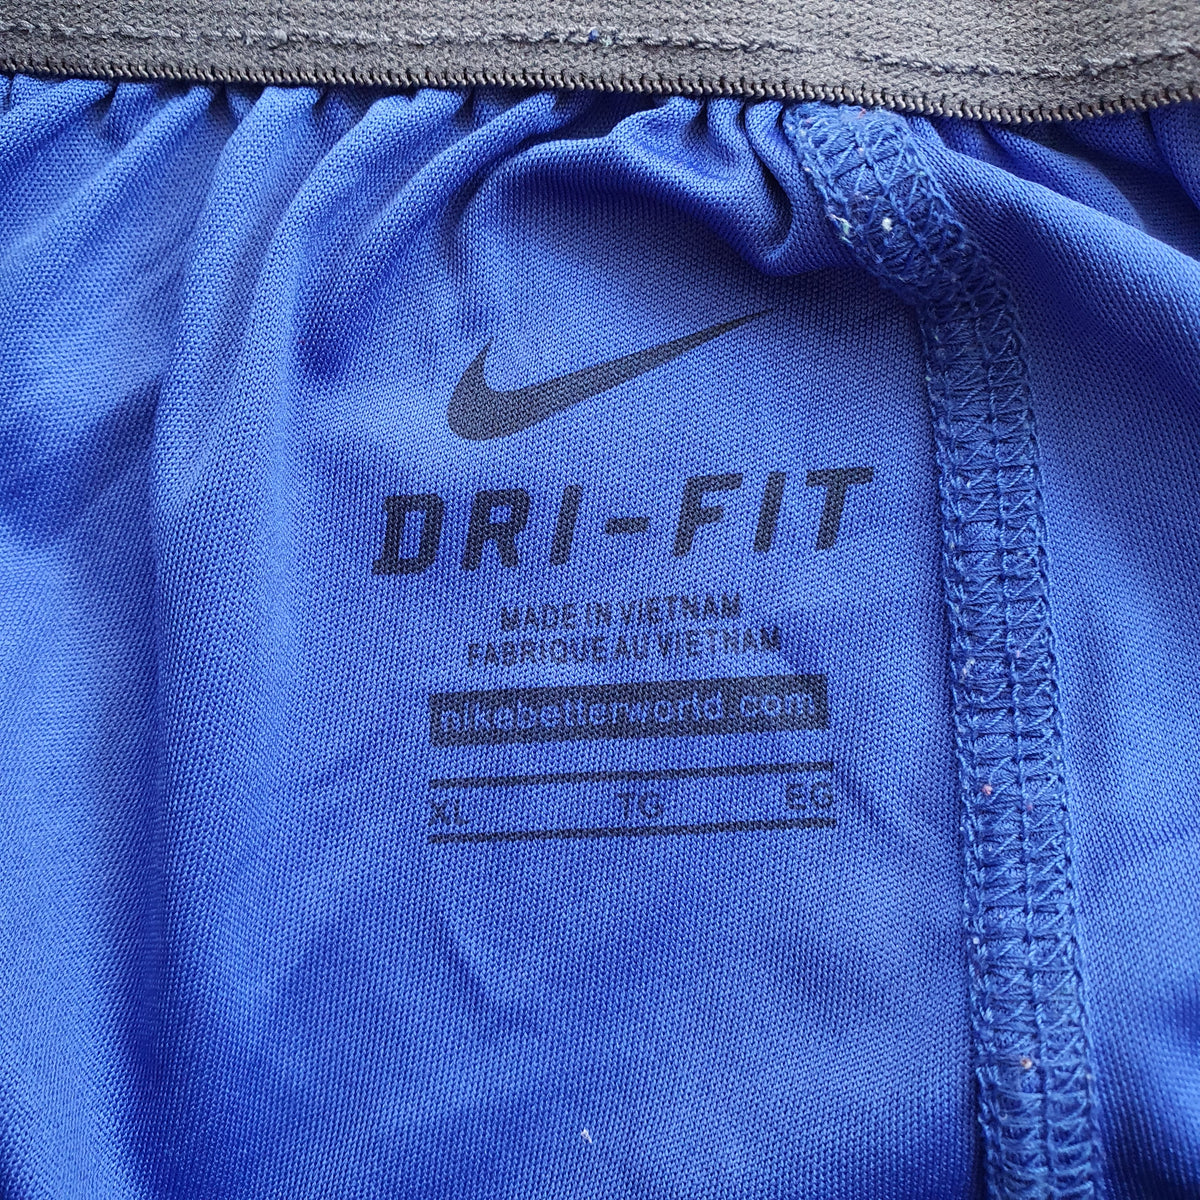 DRI-FIT
MADE IN VIETNAM
FABRIQUE AU VIETNAM
nikebetterworld.com
XL TG EG